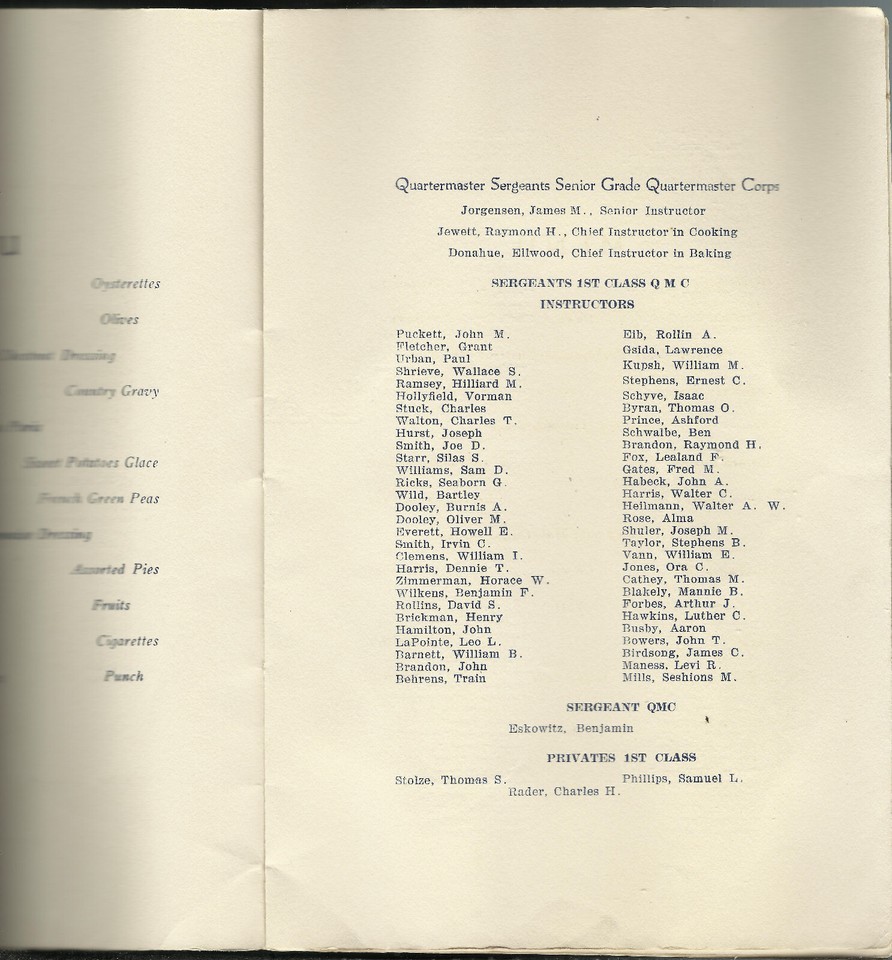 Oysterettes
Olives
Dressing
Country Gravy
Sweet Potatoes Glace
French Green Peas
Dressing
Assorted Pies
Fruits
Cigarettes
Punch
Quartermaster Sergeants Senior Grade Quartermaster Corps
Jorgensen, James M., Senior Instructor
Jewett, Raymond H., Chief Instructor in Cooking
Donahue, Ellwood, Chief Instructor in Baking
SERGEANTS 1ST CLASS Q M C
INSTRUCTORS
Puckett, John M.
Fletcher, Grant
Urban, Paul
Shrieve, Wallace S.
Ramsey, Hilliard M.
Hollyfield, Vorman
Stuck, Charles
Walton, Charles T.
Hurst, Joseph
Smith, Joe D.
Starr, Silas S.
Williams, Sam D.
Ricks, Seaborn G.
Wild, Bartley
Dooley, Burnis A.
Dooley, Oliver M.
Everett, Howell E.
Smith, Irvin C.
Clemens, William I.
Harris, Dennie T.
Zimmerman, Horace W.
Wilkens, Benjamin F.
Rollins, David S.
Brickman, Henry
Hamilton, John
LaPointe, Leo L.
Barnett, William B.
Brandon, John
Behrens, Train
Eib, Rollin A.
Gsida, Lawrence
Kupsh, William M.
Stephens, Ernest C.
Schyve, Isaac
Byran, Thomas O.
Prince, Ashford
Schwalbe, Ben
Brandon, Raymond H.
Fox, Lealand F.
Gates, Fred M.
Habeck, John A.
Harris, Walter C.
Heilmann, Walter A. W.
Rose, Alma
Shuler, Joseph M.
Taylor, Stephens B.
Vann, William E.
Jones, Ora C.
Cathey, Thomas M.
Blakely, Mannie B.
Forbes, Arthur J.
Hawkins, Luther C.
Busby, Aaron
Bowers, John T.
Birdsong, James C.
Maness, Levi R.
Mills, Seshions M.
SERGEANT QMC
Eskowitz, Benjamin
PRIVATES 1ST CLASS
Stolze, Thomas S.
Phillips, Samuel L.
Rader, Charles H.